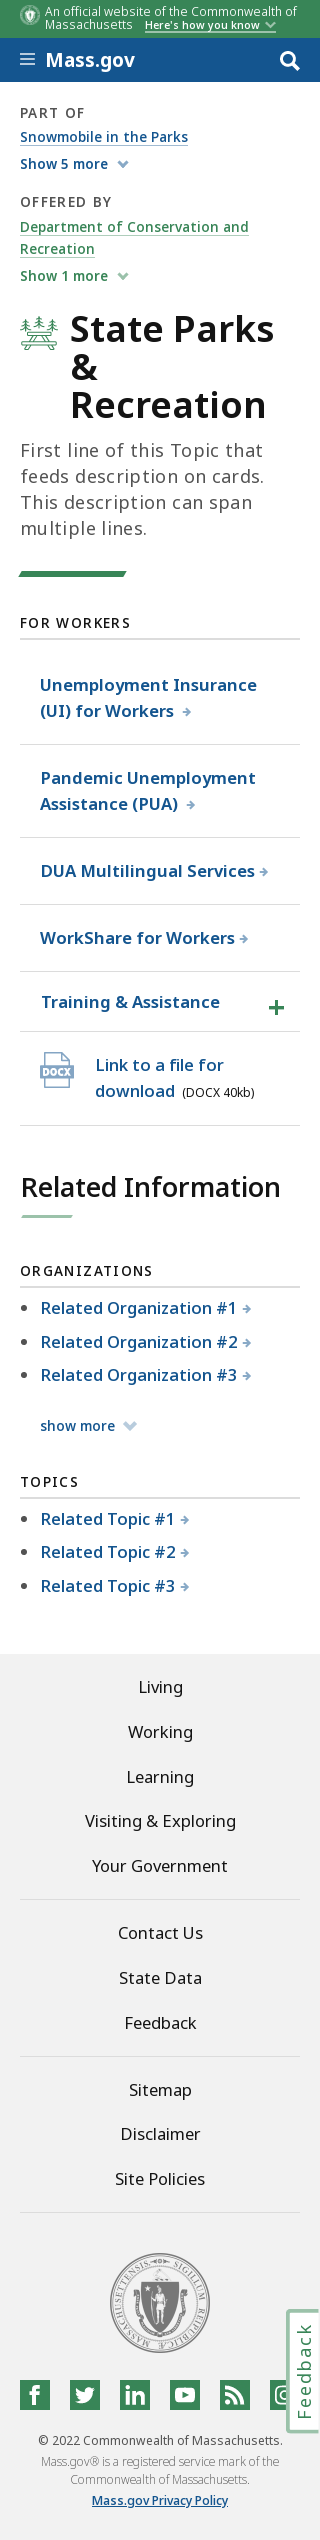 An official website of the Commonwealth of
Massachusetts Here's how you know
Mass.gov
PART OF
Snowmobile in the Parks
Show 5 more
OFFERED BY
Department of Conservation and
Recreation
Show 1 more
State Parks
&
Recreation
First line of this Topic that
feeds description on cards.
This description can span
multiple lines.
FOR WORKERS
Unemployment Insurance
(UI) for Workers
Pandemic Unemployment
Assistance (PUA)
DUA Multilingual Services
WorkShare for Workers
Training & Assistance
DOCX
Link to a file for
download (DOCX 40kb)
Related Information
ORGANIZATIONS
Related Organization #1
Related Organization #2
Related Organization #3
show more
TOPICS
Related Topic #1
Related Topic #2
Related Topic #3
Living
Working
Learning
Visiting & Exploring
Your Government
Contact Us
State Data
Feedback
Sitemap
Disclaimer
Site Policies
Feedback
© 2022 Commonwealth of Massachusetts.
Mass.gov® is a registered service mark of the
Commonwealth of Massachusetts.
Mass.gov Privacy Policy